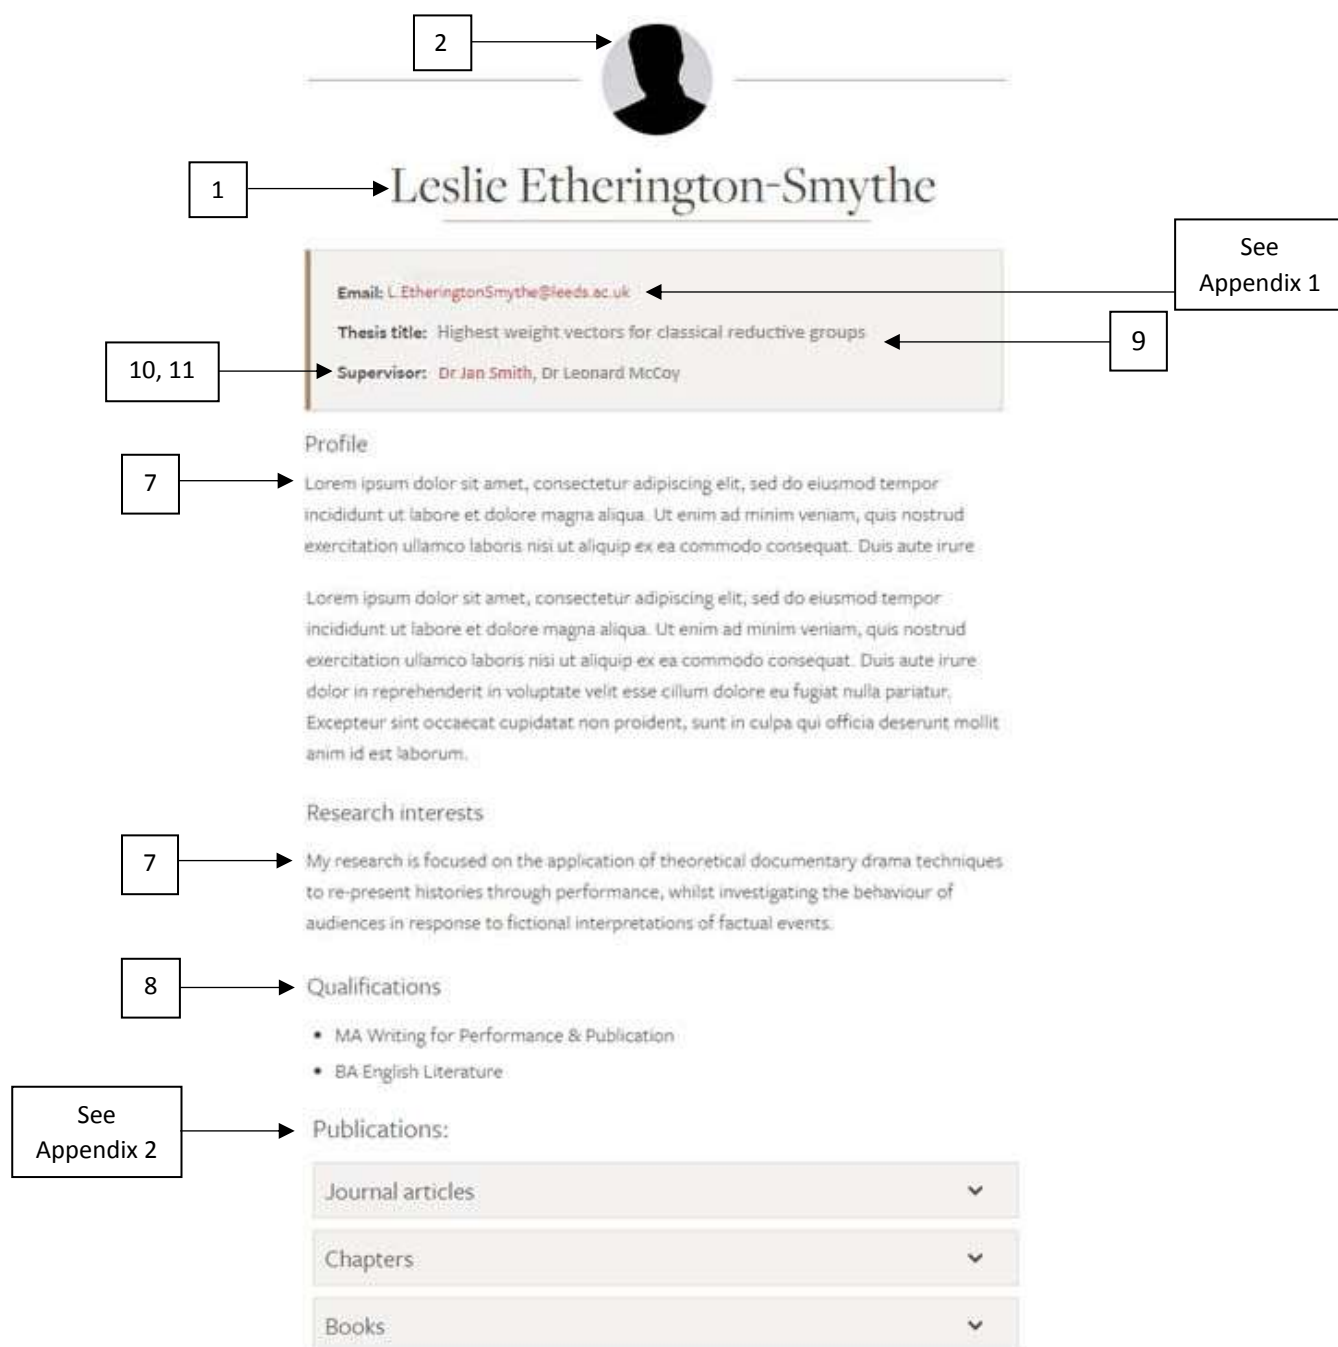 2
1
Leslie Etherington-Smythe
See
Appendix 1
Email: L.EtheringtonSmythe@leeds.ac.uk
Thesis title: Highest weight vectors for classical reductive groups
9
10, 11
Supervisor: Dr Jan Smith, Dr Leonard McCoy
Profile
7
Lorem ipsum dolor sit amet, consectetur adipiscing elit, sed do eiusmod tempor
incididunt ut labore et dolore magna aliqua. Ut enim ad minim veniam, quis nostrud
exercitation ullamco laboris nisi ut aliquip ex ea commodo consequat. Duis aute irure
Lorem ipsum dolor sit amet, consectetur adipiscing elit, sed do eiusmod tempor
incididunt ut labore et dolore magna aliqua. Ut enim ad minim veniam, quis nostrud
exercitation ullamco laboris nisi ut aliquip ex ea commodo consequat. Duis aute irure
dolor in reprehenderit in voluptate velit esse cillum dolore eu fugiat nulla pariatur.
Excepteur sint occaecat cupidatat non proident, sunt in culpa qui officia deserunt mollit
anim id est laborum.
Research interests
7
My research is focused on the application of theoretical documentary drama techniques
to re-present histories through performance, whilst investigating the behaviour of
audiences in response to fictional interpretations of factual events.
8
Qualifications
• MA Writing for Performance & Publication
• BA English Literature
See
Appendix 2
Publications:
Journal articles
Chapters
Books